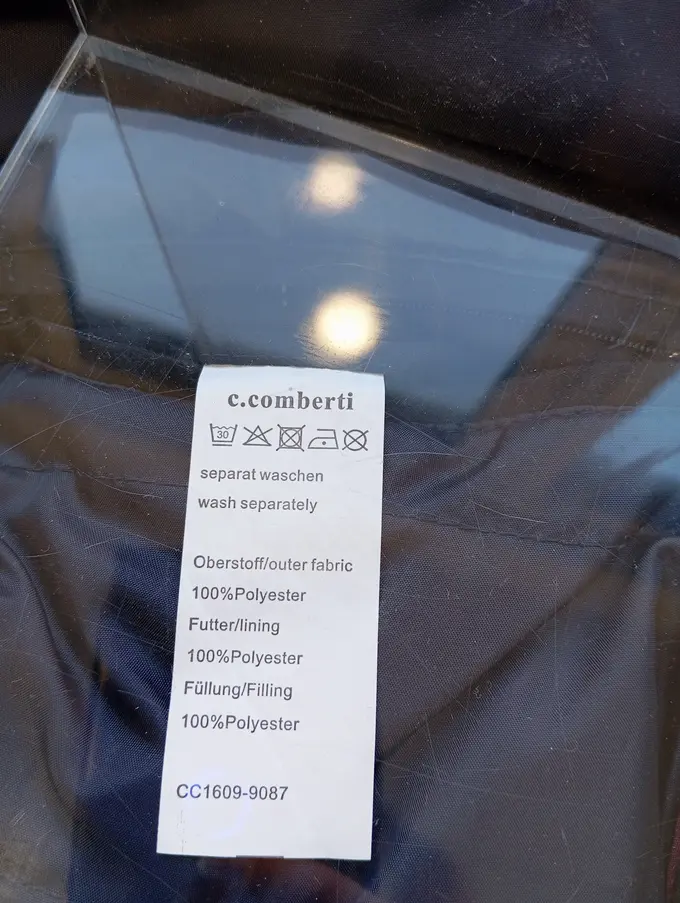 c.comberti
30
separat waschen
wash separately
Oberstoff/outer fabric
100%Polyester
Futter/lining
100%Polyester
Füllung/Filling
100%Polyester
CC1609-9087